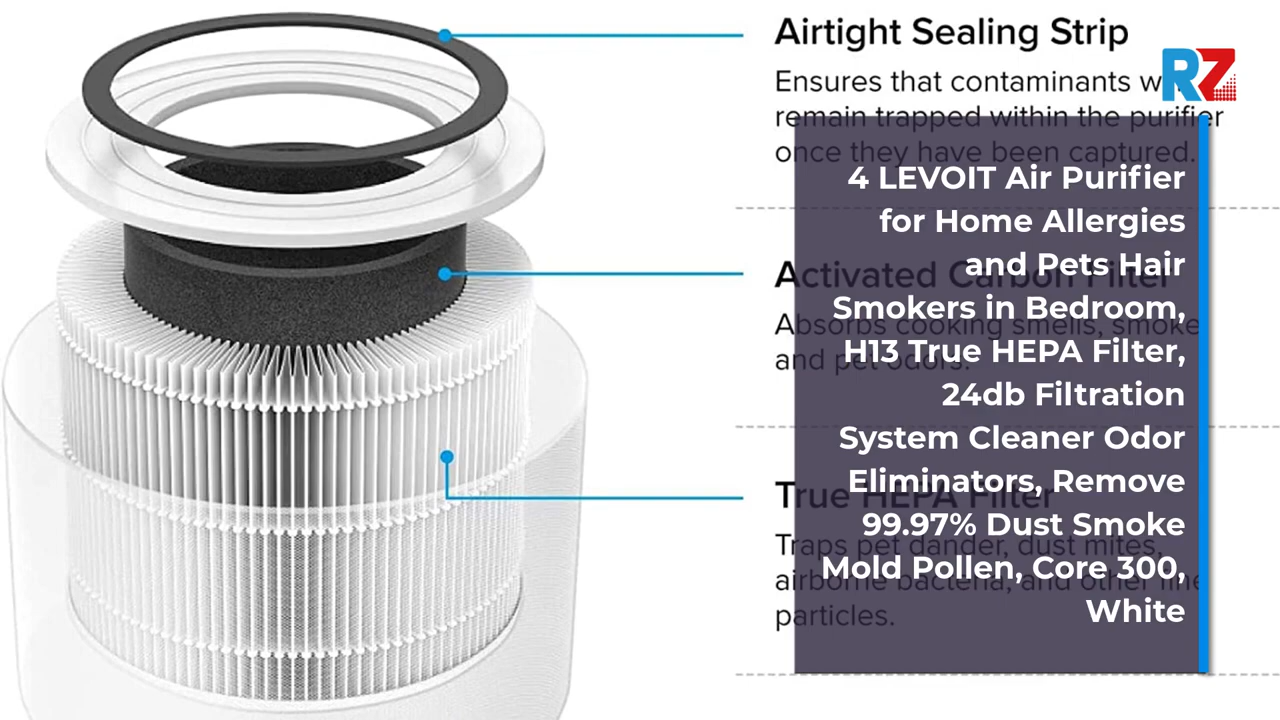 Airtight Sealing Strip
RZ
Ensures that contaminants w
remain trapped within the purifier
once they have been captured.
Activated Carbon Filter
Absorbs cooking smells, smoke
and pet odors.
True HEPA Filter
Traps pet dander, dust mites,
airborne bacteria, and other fine
particles.
4 LEVOIT Air Purifier
for Home Allergies
and Pets Hair
Smokers in Bedroom,
H13 True HEPA Filter,
24db Filtration
System Cleaner Odor
Eliminators, Remove
99.97% Dust Smoke
Mold Pollen, Core 300,
White